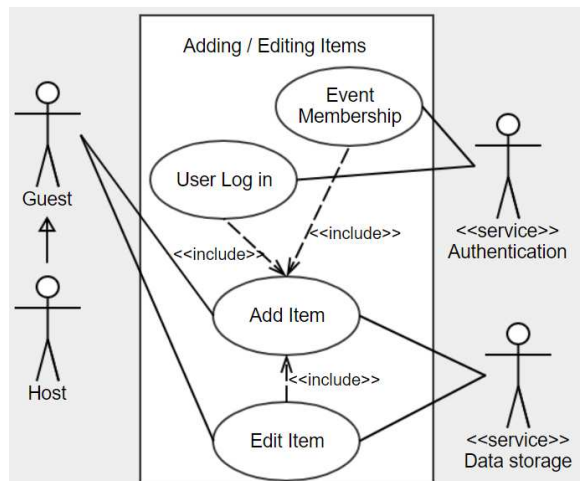 Adding / Editing Items
Event
Membership
User Log in
Guest
<<service>>
Authentication
<<include>>
<<include>>
Add Item
Host
<<include>>
Edit Item
<<service>>
Data storage